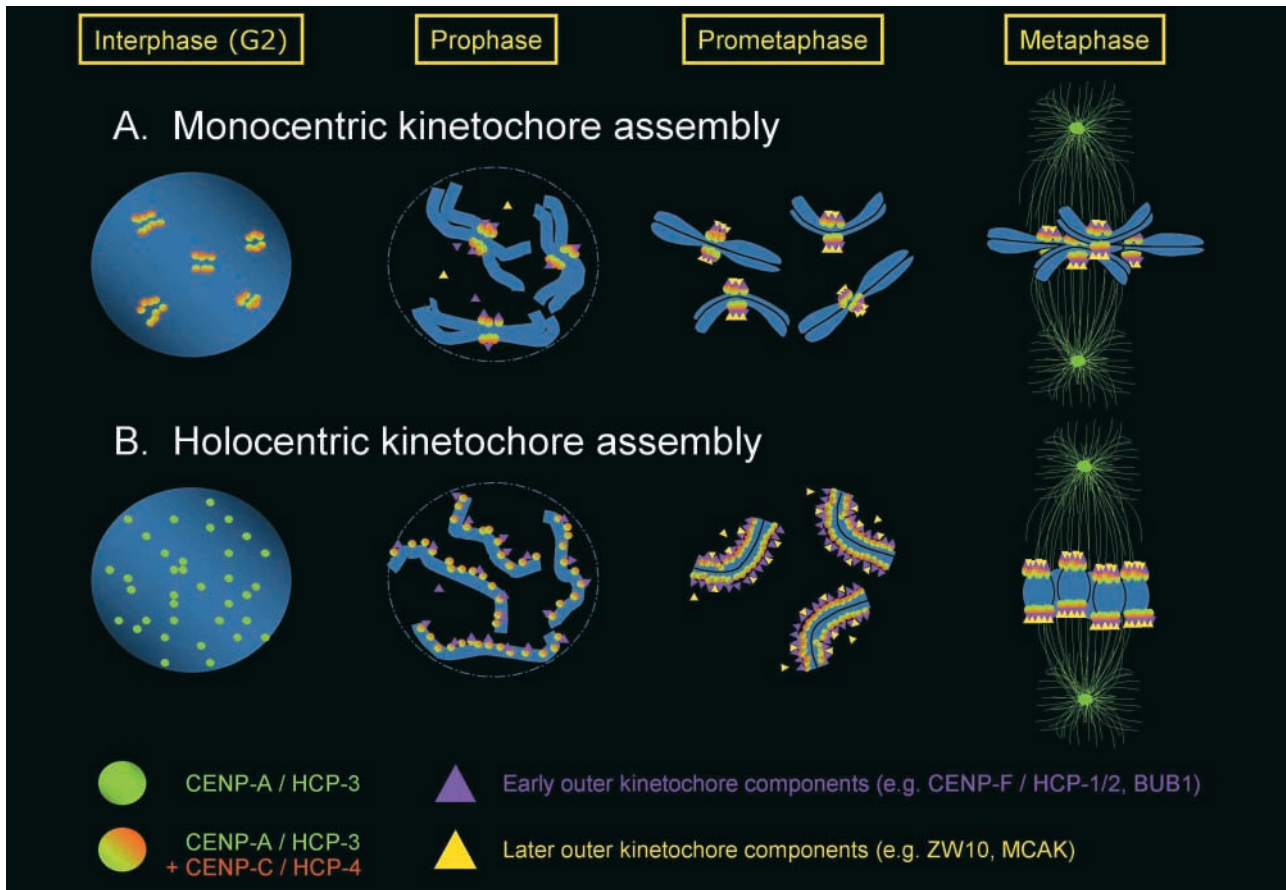 Interphase (G2)
Prophase
Prometaphase
Metaphase
A. Monocentric kinetochore assembly
B. Holocentric kinetochore assembly
CENP-A / HCP-3
Early outer kinetochore components (e.g. CENP-F / HCP-1/2, BUB1)
CENP-A / HCP-3
+ CENP-C / HCP-4
Later outer kinetochore components (e.g. ZW10, MCAK)